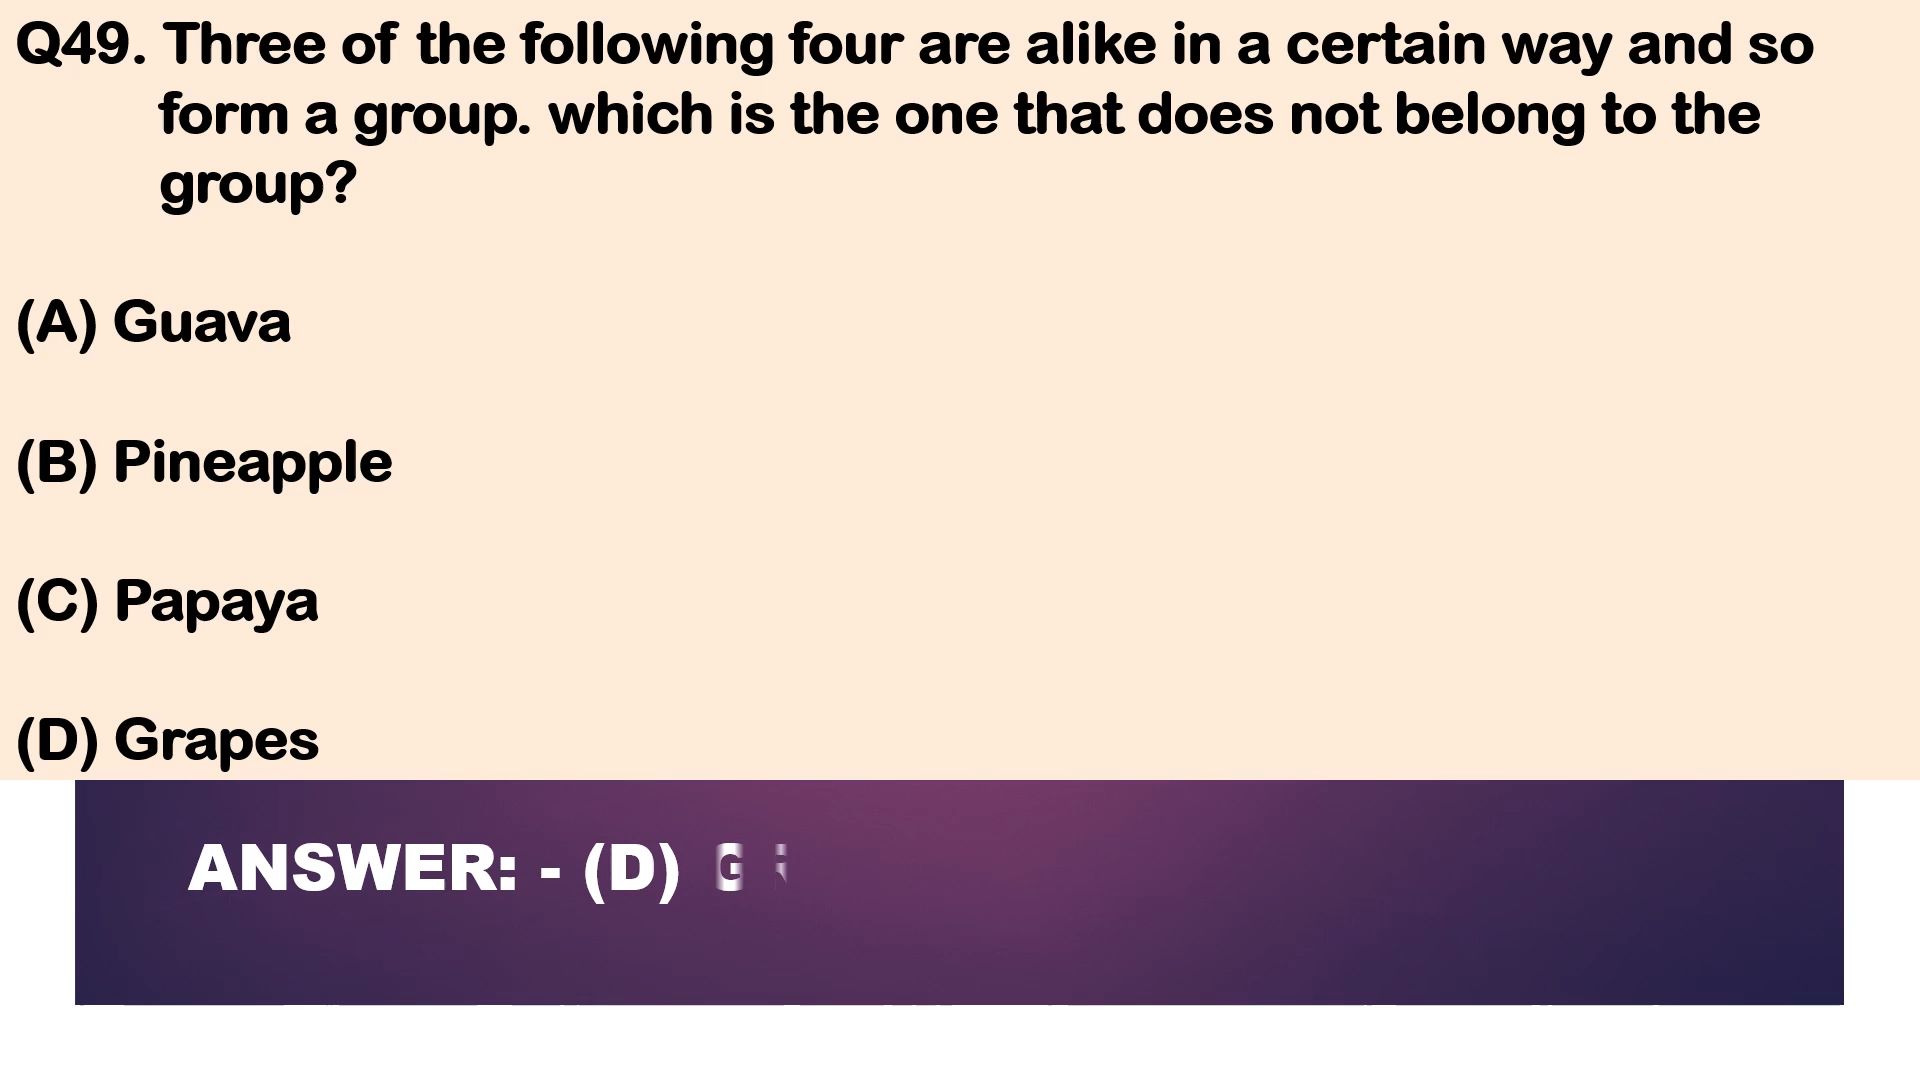 Q49. Three of the following four are alike in a certain way and so
form a group. which is the one that does not belong to the
group?
(A) Guava
(B) Pineapple
(C) Papaya
(D) Grapes
ANSWER: - (D) G